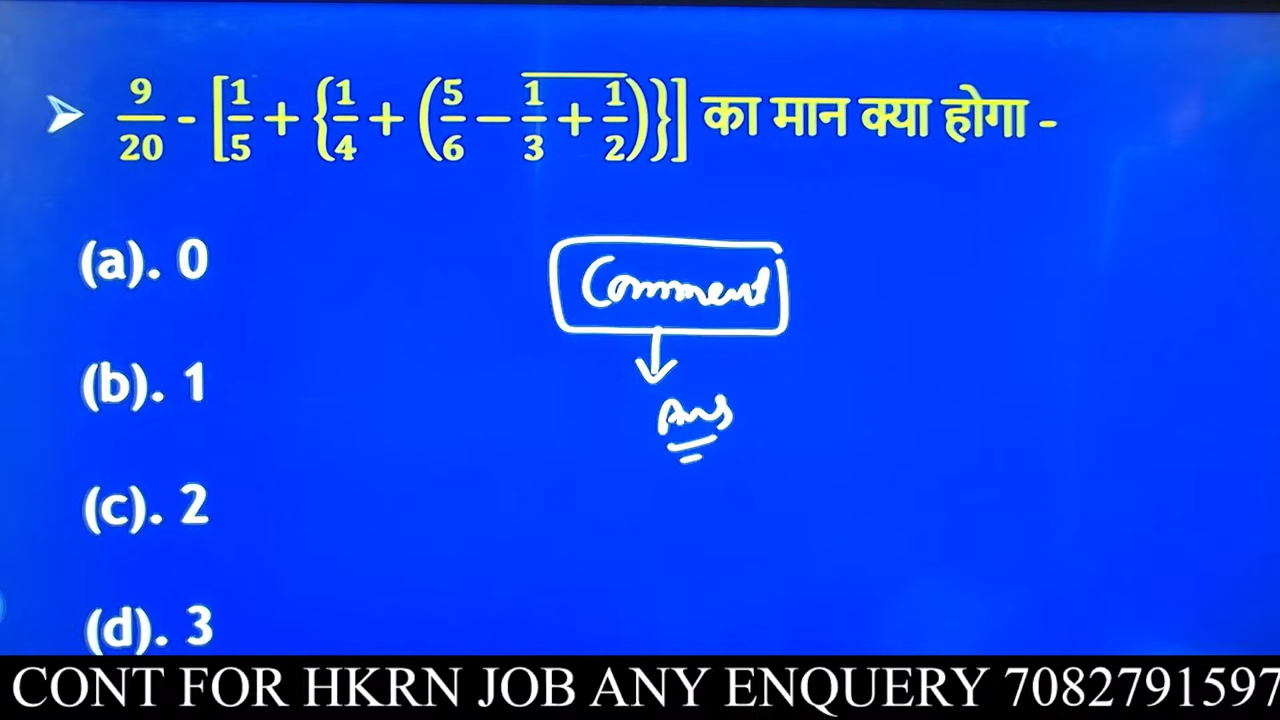 9/20 - [1/5 + {1/4 + (5/6 − 1/3 + 1/2)}] का मान क्या होगा -
(a). 0
Comment
(b). 1
Ans
(c). 2
(d). 3
CONT FOR HKRN JOB ANY ENQUERY 7082791597